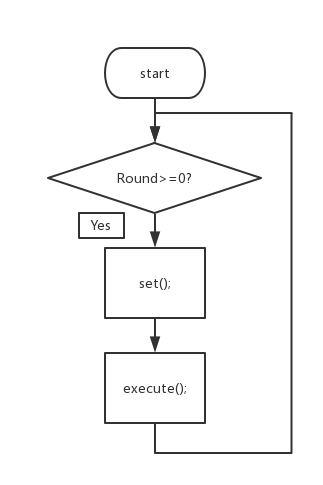 start
Round>=0?
Yes
set();
execute();